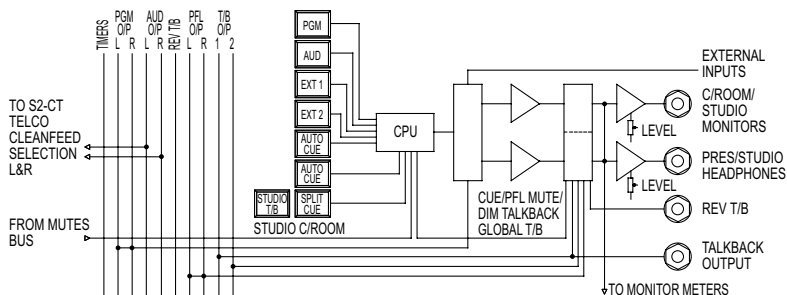 TIMERS
PGM O/P L R
AUD O/P L R
REV T/B
PFL O/P L R
T/B O/P 1 2
PGM
AUD
EXT 1
EXT 2
AUTO CUE
AUTO CUE
STUDIO T/B
SPLIT CUE
STUDIO C/ROOM
CPU
TO S2-CT
TELCO
CLEANFEED
SELECTION
L&R
FROM MUTES
BUS
CUE/PFL MUTE/
DIM TALKBACK
GLOBAL T/B
EXTERNAL
INPUTS
C/ROOM/
STUDIO
MONITORS
LEVEL
PRES/STUDIO
HEADPHONES
LEVEL
REV T/B
TALKBACK
OUTPUT
TO MONITOR METERS